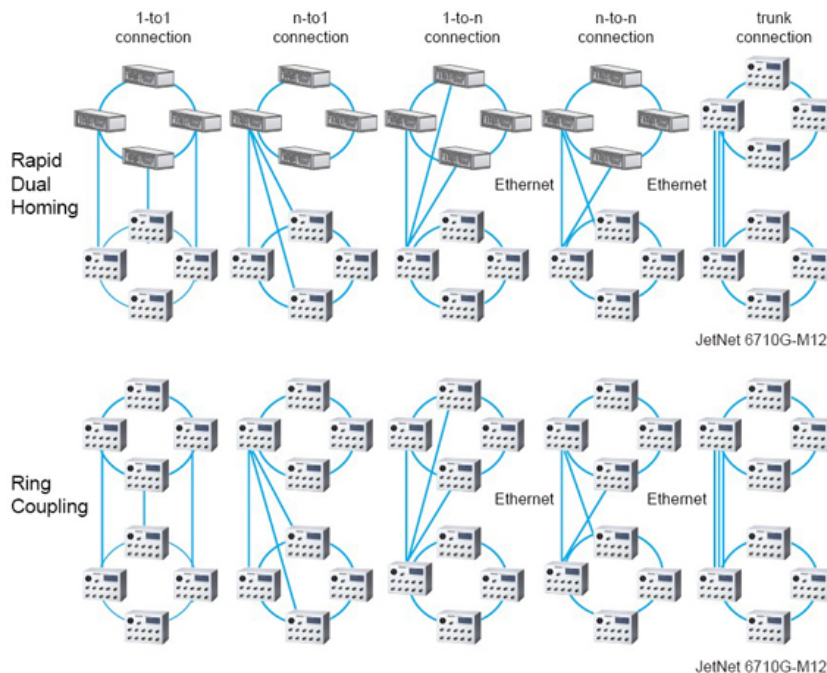 1-to1 connection
n-to1 connection
1-to-n connection
n-to-n connection
trunk connection
Rapid
Dual
Homing
Ethernet
Ethernet
JetNet 6710G-M12
Ring
Coupling
Ethernet
Ethernet
JetNet 6710G-M12